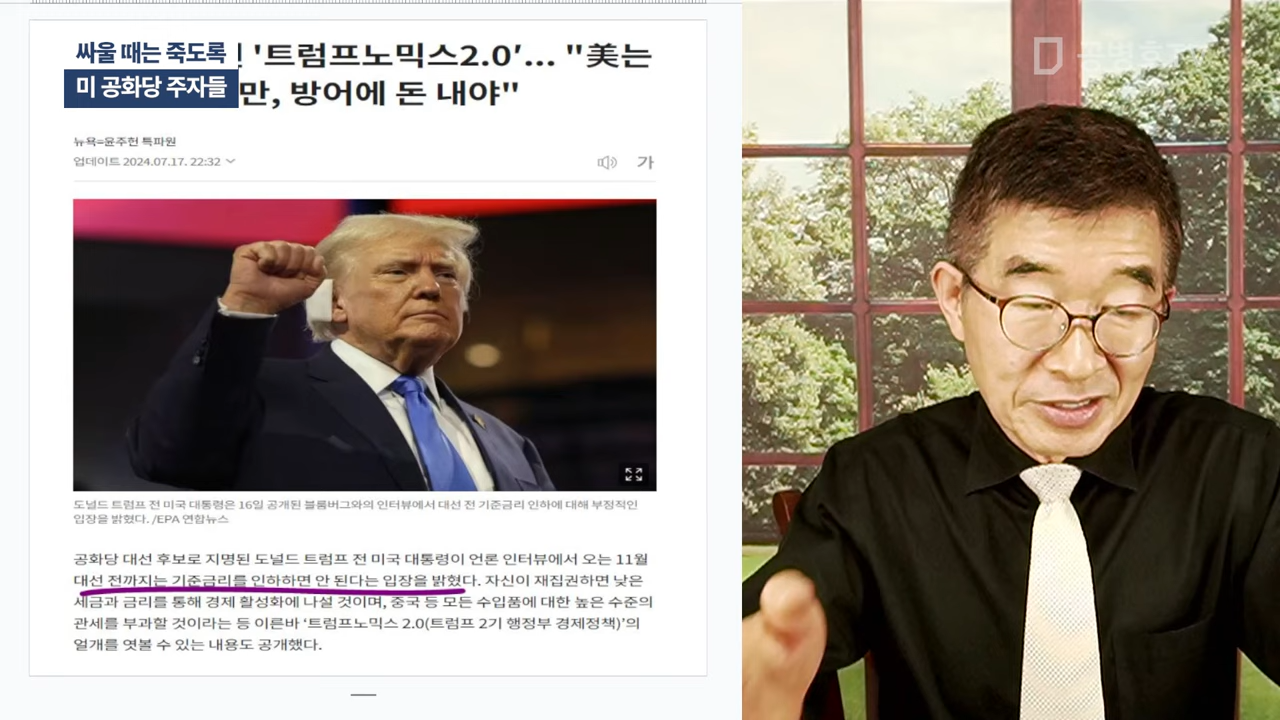 싸울 때는 죽도록
미 공화당 주자들
'트럼프노믹스2.0'... "美는
만, 방어에 돈 내야"
뉴욕=윤주헌 특파원
업데이트 2024.07.17. 22:32
가
도널드 트럼프 전 미국 대통령은 16일 공개된 블룸버그와의 인터뷰에서 대선 전 기준금리 인하에 대해 부정적인
입장을 밝혔다. /EPA 연합뉴스
공화당 대선 후보로 지명된 도널드 트럼프 전 미국 대통령이 언론 인터뷰에서 오는 11월
대선 전까지는 기준금리를 인하하면 안 된다는 입장을 밝혔다. 자신이 재집권하면 낮은
세금과 금리를 통해 경제 활성화에 나설 것이며, 중국 등 모든 수입품에 대한 높은 수준의
관세를 부과할 것이라는 등 이른바 ‘트럼프노믹스 2.0(트럼프 2기 행정부 경제정책)’의
얼개를 엿볼 수 있는 내용도 공개했다.